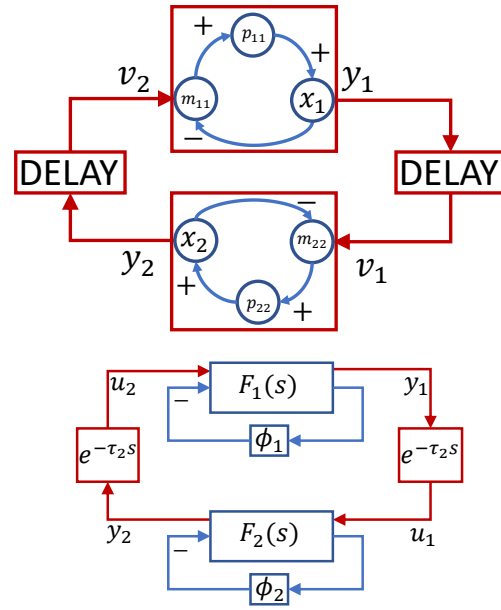 + p₁₁ +
v₂ y₁
m₁₁ x₁
−
DELAY DELAY
x₂ − m₂₂
y₂ v₁
+ p₂₂ +
u₂ F₁(s) y₁
−
ϕ₁
e^{−τ₂s} e^{−τ₂s}
y₂ F₂(s) u₁
−
ϕ₂